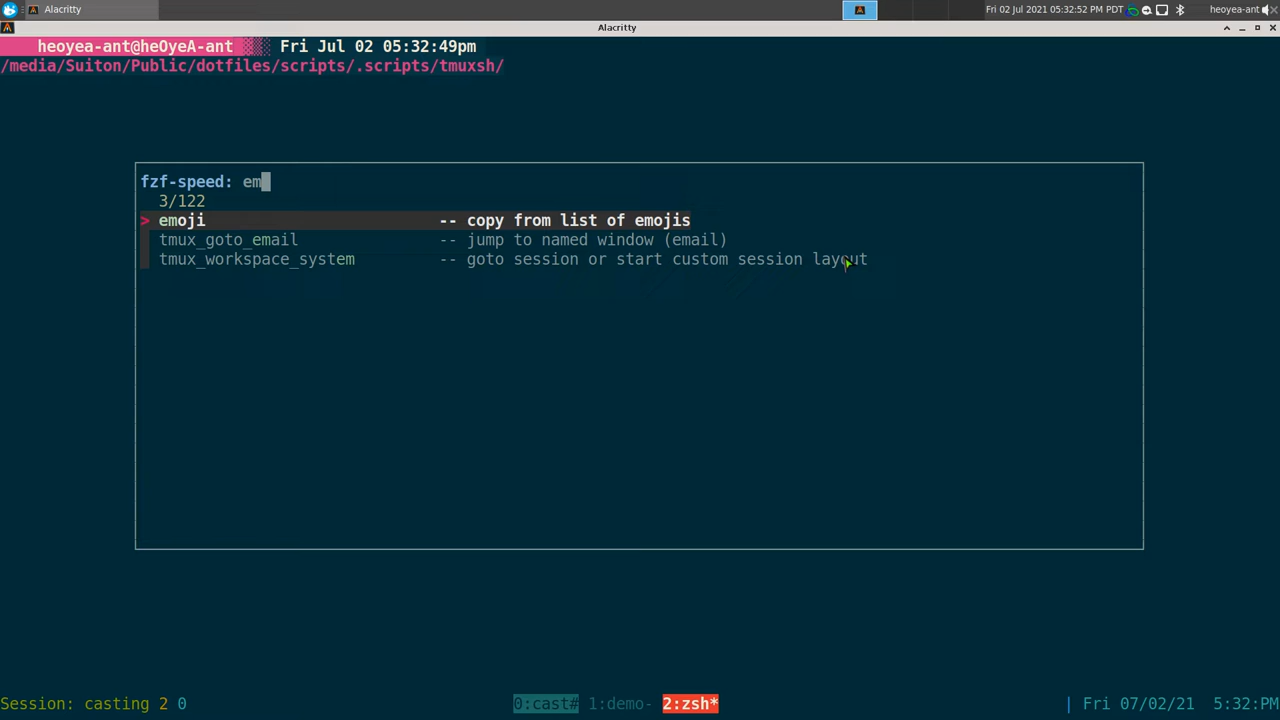 Alacritty
Fri 02 Jul 2021 05:32:52 PM PDT
heoyea-ant
Alacritty
heoyea-ant@heOyeA-ant Fri Jul 02 05:32:49pm
/media/Suiton/Public/dotfiles/scripts/.scripts/tmuxsh/
fzf-speed: em
3/122
> emoji -- copy from list of emojis
tmux_goto_email -- jump to named window (email)
tmux_workspace_system -- goto session or start custom session layout
Session: casting 2 0 0:cast# 1:demo- 2:zsh* | Fri 07/02/21 5:32:PM